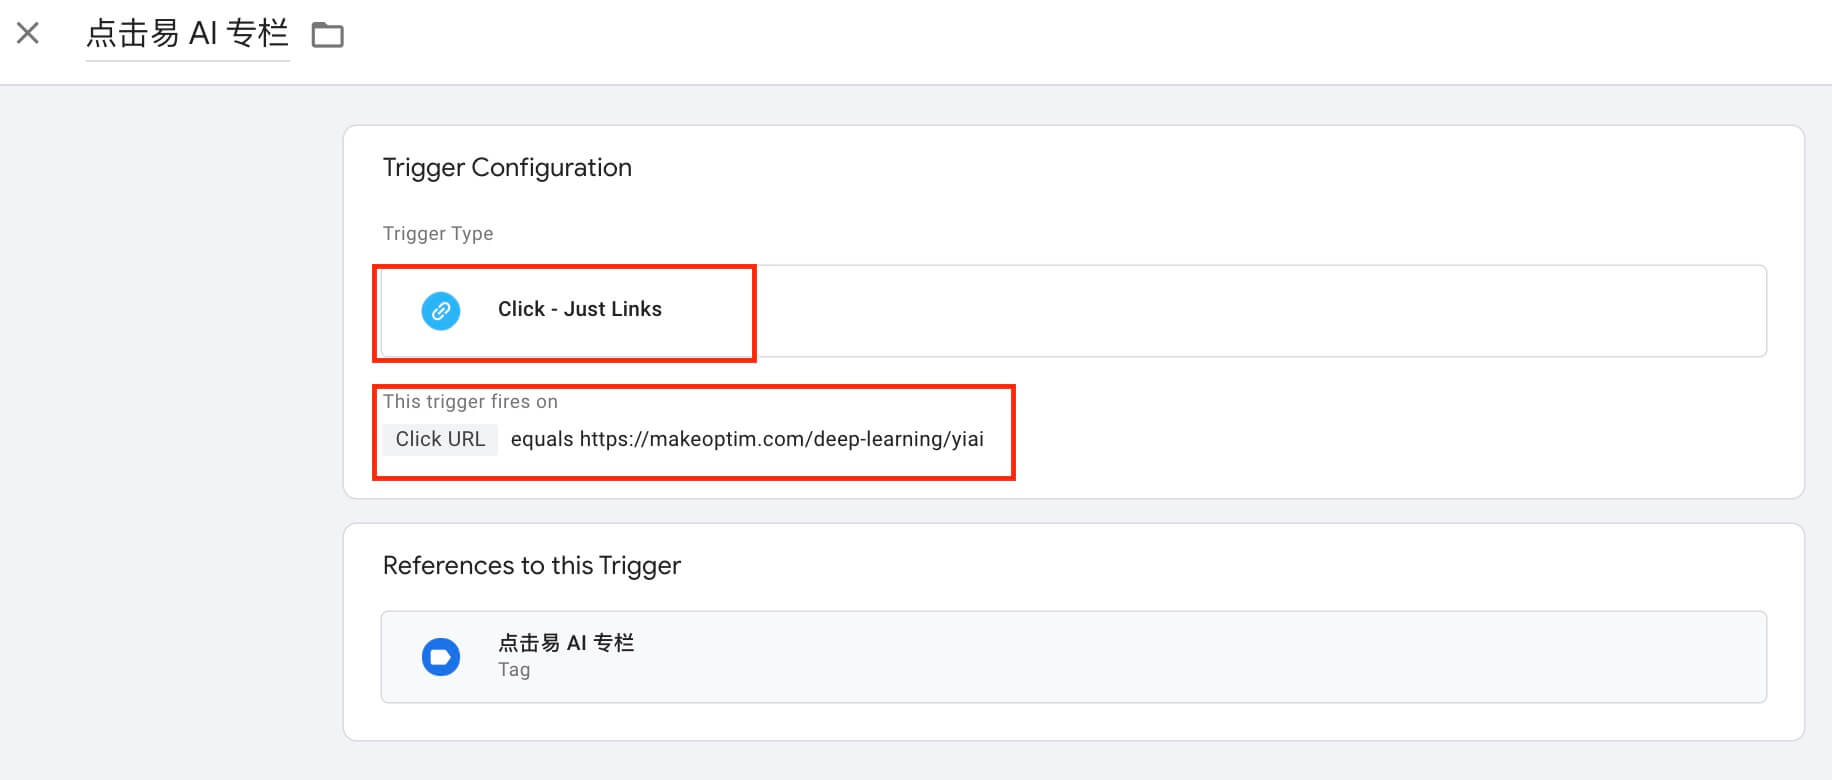 点击易 AI 专栏
Trigger Configuration
Trigger Type
Click - Just Links
This trigger fires on
Click URL equals https://makeoptim.com/deep-learning/yiai
References to this Trigger
点击易 AI 专栏
Tag